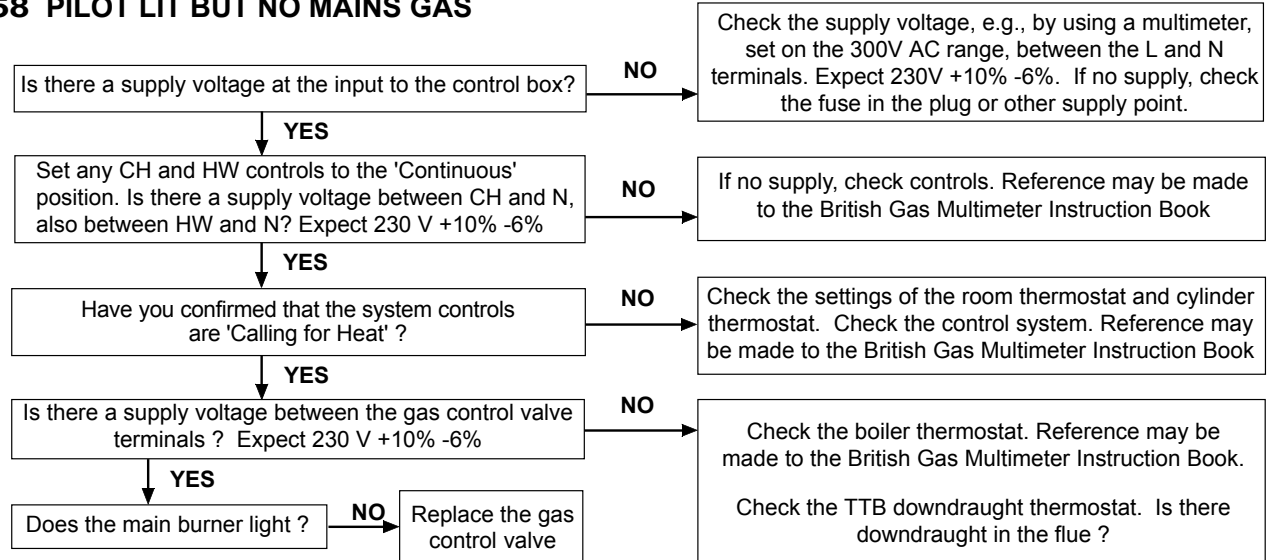 58 PILOT LIT BUT NO MAINS GAS
Is there a supply voltage at the input to the control box?
NO
Check the supply voltage, e.g., by using a multimeter,
set on the 300V AC range, between the L and N
terminals. Expect 230V +10% -6%. If no supply, check
the fuse in the plug or other supply point.
YES
Set any CH and HW controls to the 'Continuous'
position. Is there a supply voltage between CH and N,
also between HW and N? Expect 230 V +10% -6%
NO
If no supply, check controls. Reference may be made
to the British Gas Multimeter Instruction Book
YES
Have you confirmed that the system controls
are 'Calling for Heat' ?
NO
Check the settings of the room thermostat and cylinder
thermostat. Check the control system. Reference may
be made to the British Gas Multimeter Instruction Book
YES
Is there a supply voltage between the gas control valve
terminals ? Expect 230 V +10% -6%
NO
Check the boiler thermostat. Reference may be
made to the British Gas Multimeter Instruction Book.
Check the TTB downdraught thermostat. Is there
downdraught in the flue ?
YES
Does the main burner light ?
NO
Replace the gas
control valve